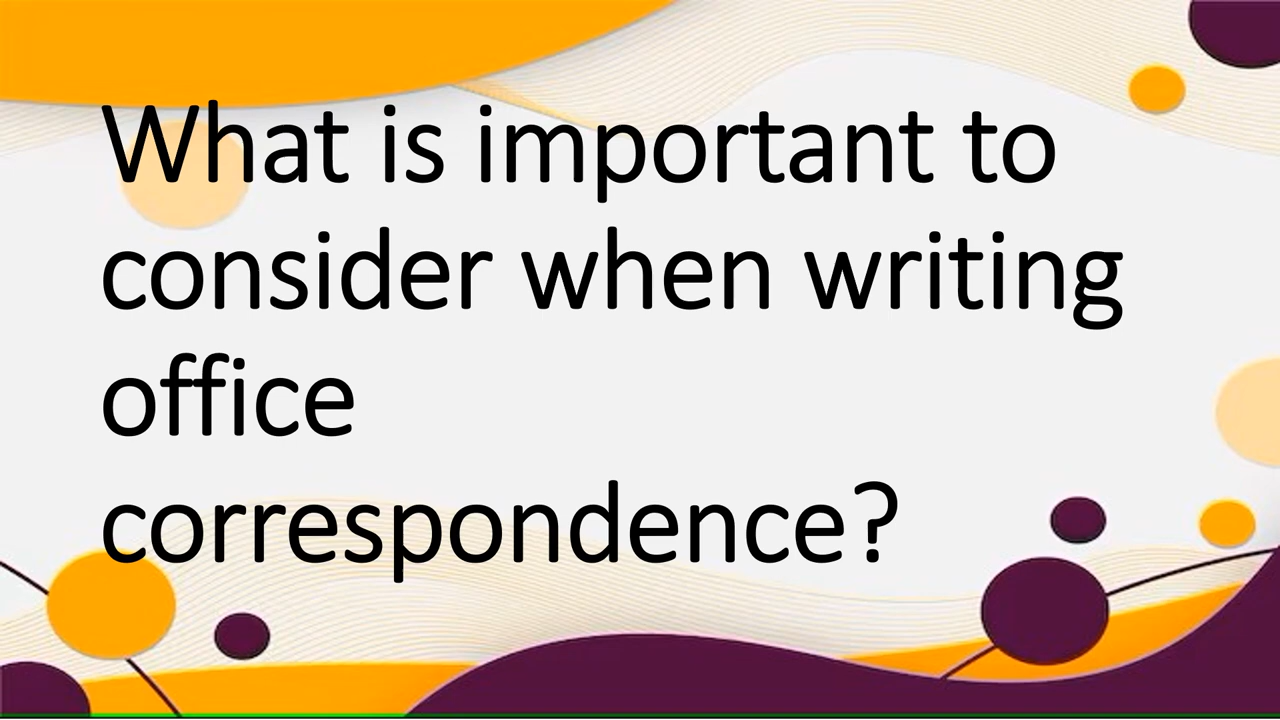 What is important to
consider when writing
office
correspondence?